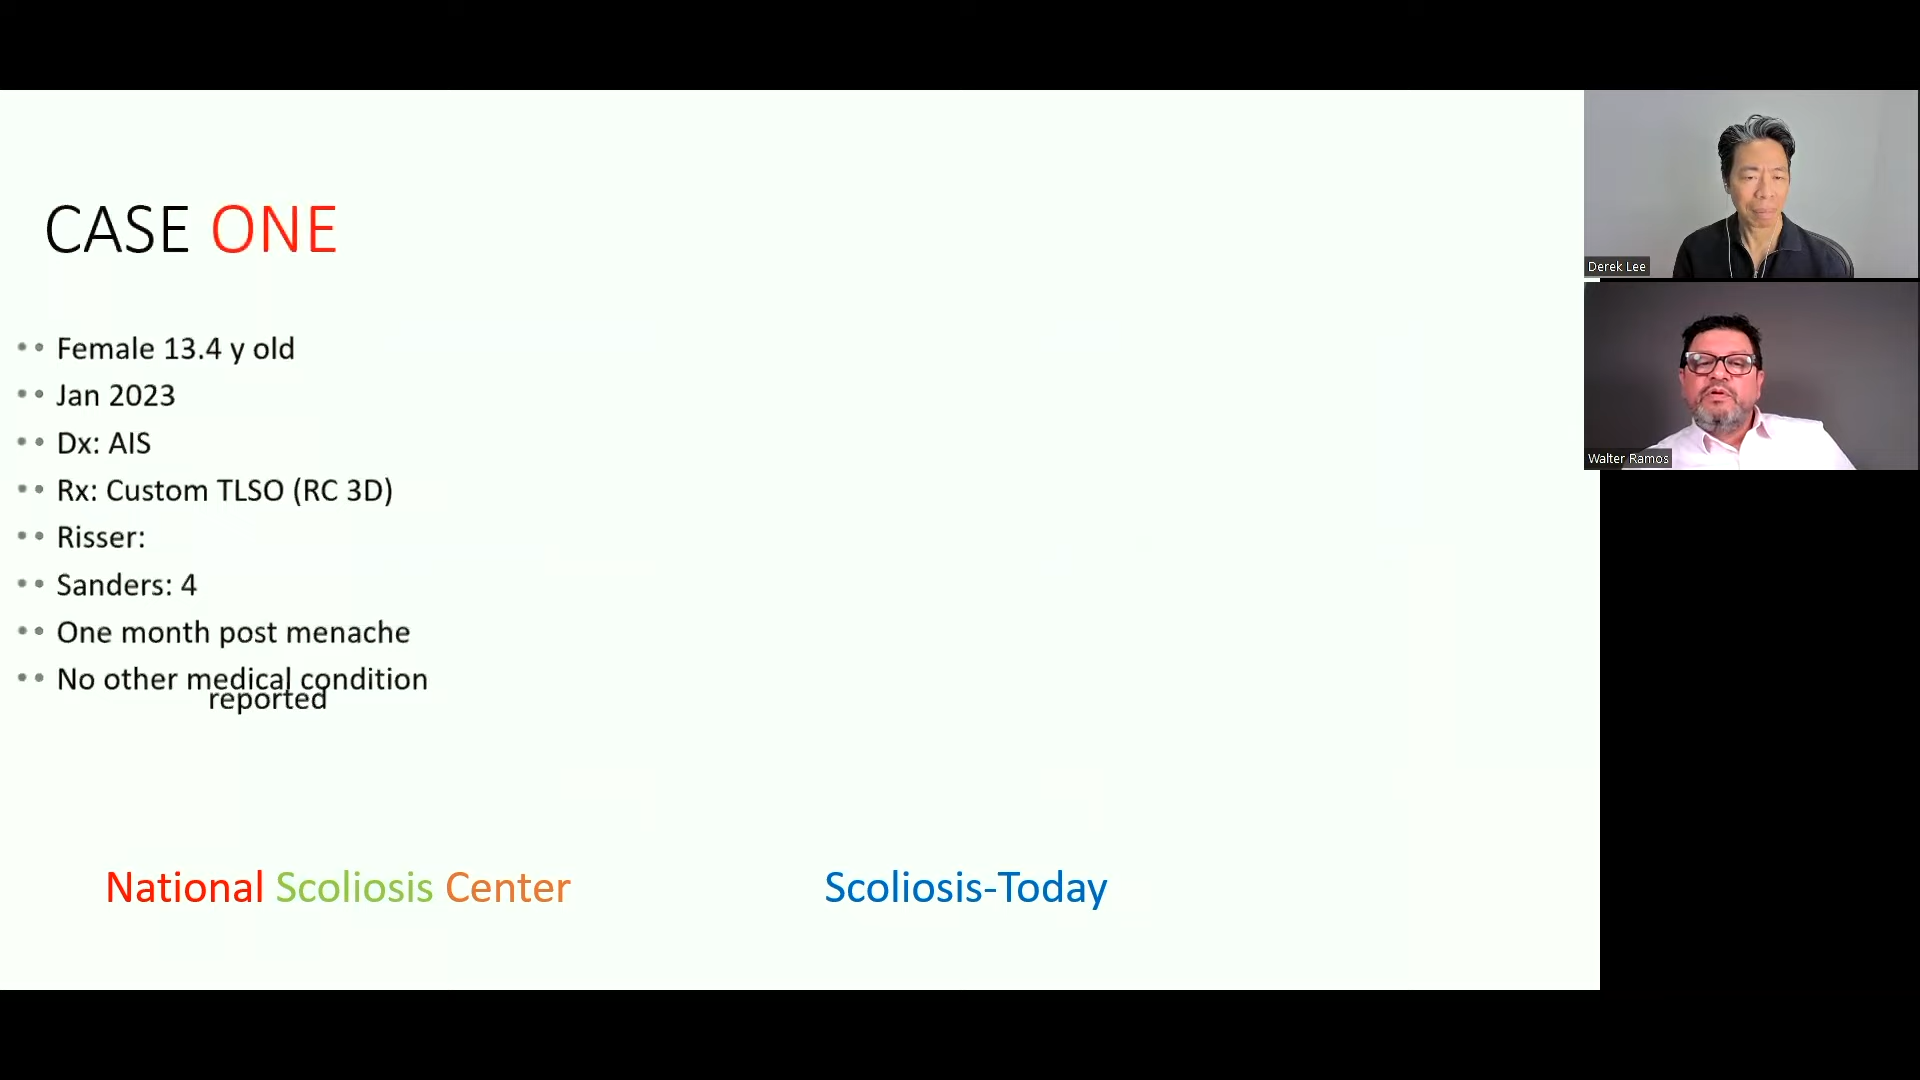 CASE ONE
Female 13.4 y old
Jan 2023
Dx: AIS
Rx: Custom TLSO (RC 3D)
Risser:
Sanders: 4
One month post menache
No other medical condition
reported
National Scoliosis Center
Scoliosis-Today
Derek Lee
Walter Ramos